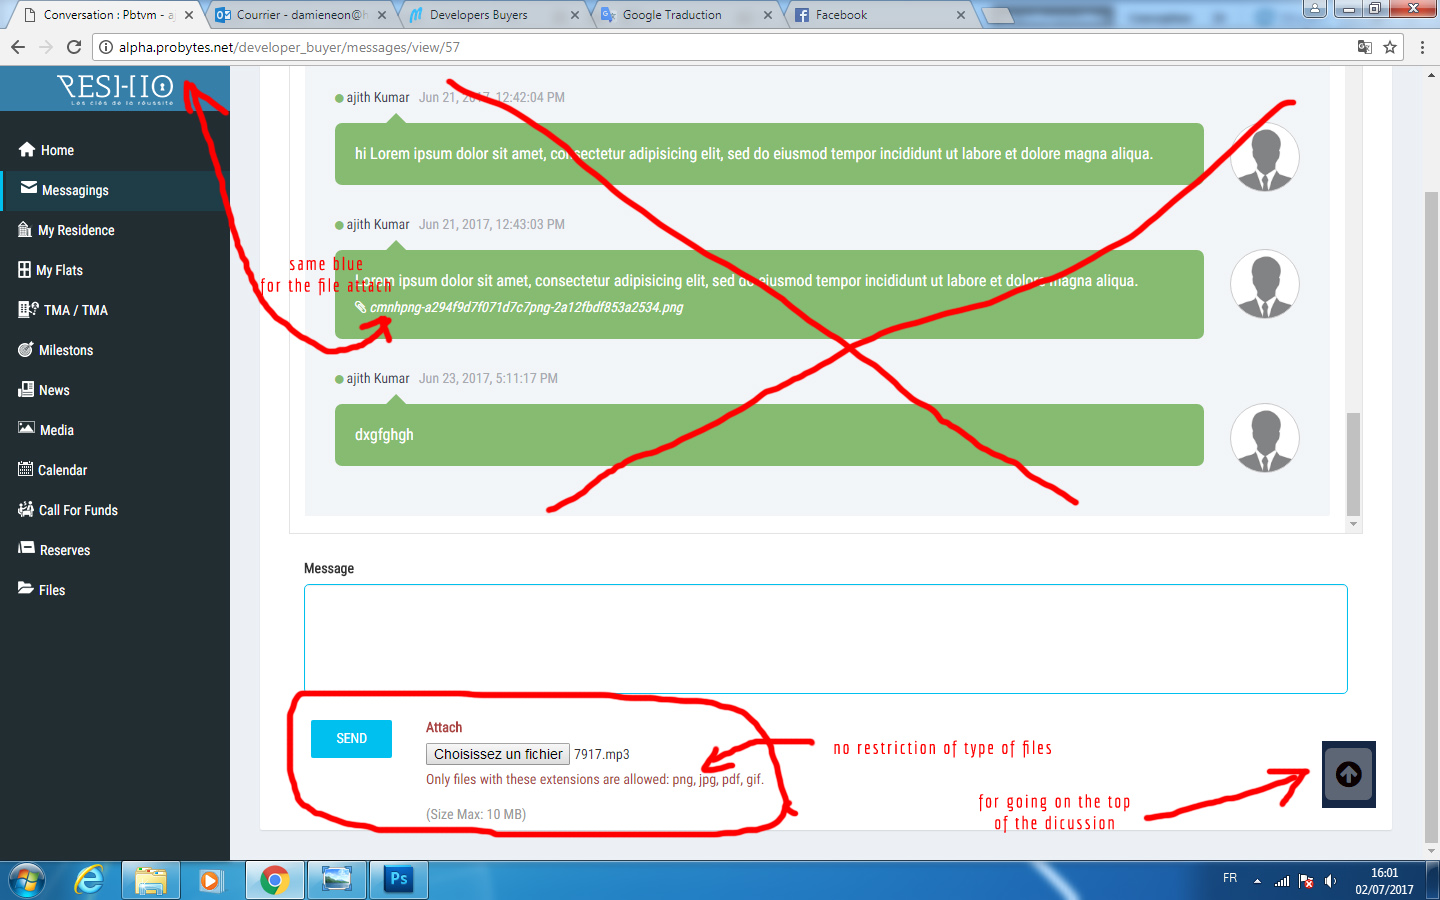 Conversation : Pbtvm - a
Courrier - damieneon@h
Developers Buyers
Google Traduction
Facebook
alpha.probytes.net/developer_buyer/messages/view/57
RESHIO
Les clés de la réussite
Home
Messagings
My Residence
My Flats
TMA / TMA
Milestons
News
Media
Calendar
Call For Funds
Reserves
Files
ajith Kumar Jun 21, 2017, 12:42:04 PM
hi Lorem ipsum dolor sit amet, consectetur adipisicing elit, sed do eiusmod tempor incididunt ut labore et dolore magna aliqua.
ajith Kumar Jun 21, 2017, 12:43:03 PM
same blue
for the file attach
Lorem ipsum dolor sit amet, consectetur adipisicing elit, sed do eiusmod tempor incididunt ut labore et dolore magna aliqua.
cmnhpng-a294f9d7f071d7c7png-2a12fbdf853a2534.png
ajith Kumar Jun 23, 2017, 5:11:17 PM
dxgfghgh
Message
SEND
Attach
Choisissez un fichier 7917.mp3
Only files with these extensions are allowed: png, jpg, pdf, gif.
(Size Max: 10 MB)
no restriction of type of files
for going on the top
of the dicussion
Ps
FR
16:01
02/07/2017